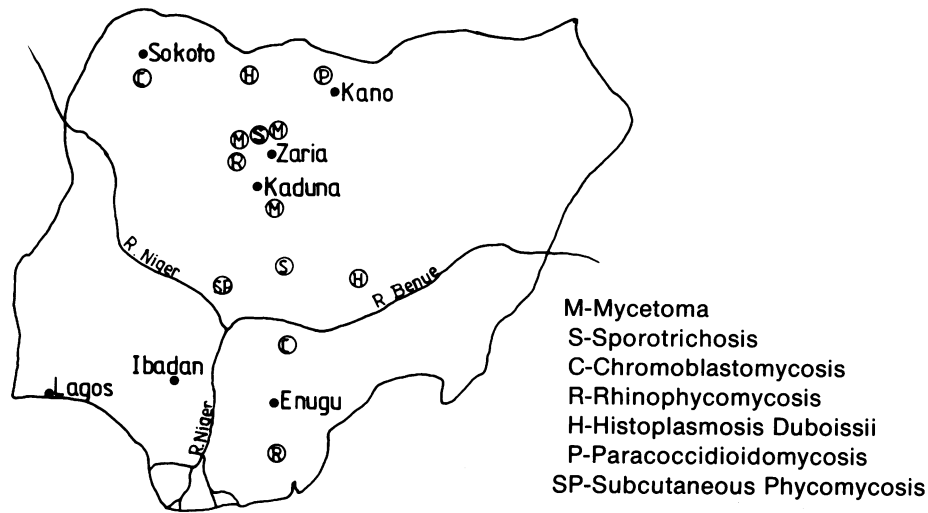 Sokoto
C
H
P
Kano
M
S
M
Zaria
R
Kaduna
M
R. Niger
S
SP
H
R Benue
C
Ibadan
Lagos
Enugu
R.Niger
R
M-Mycetoma
S-Sporotrichosis
C-Chromoblastomycosis
R-Rhinophycomycosis
H-Histoplasmosis Duboissii
P-Paracoccidioidomycosis
SP-Subcutaneous Phycomycosis